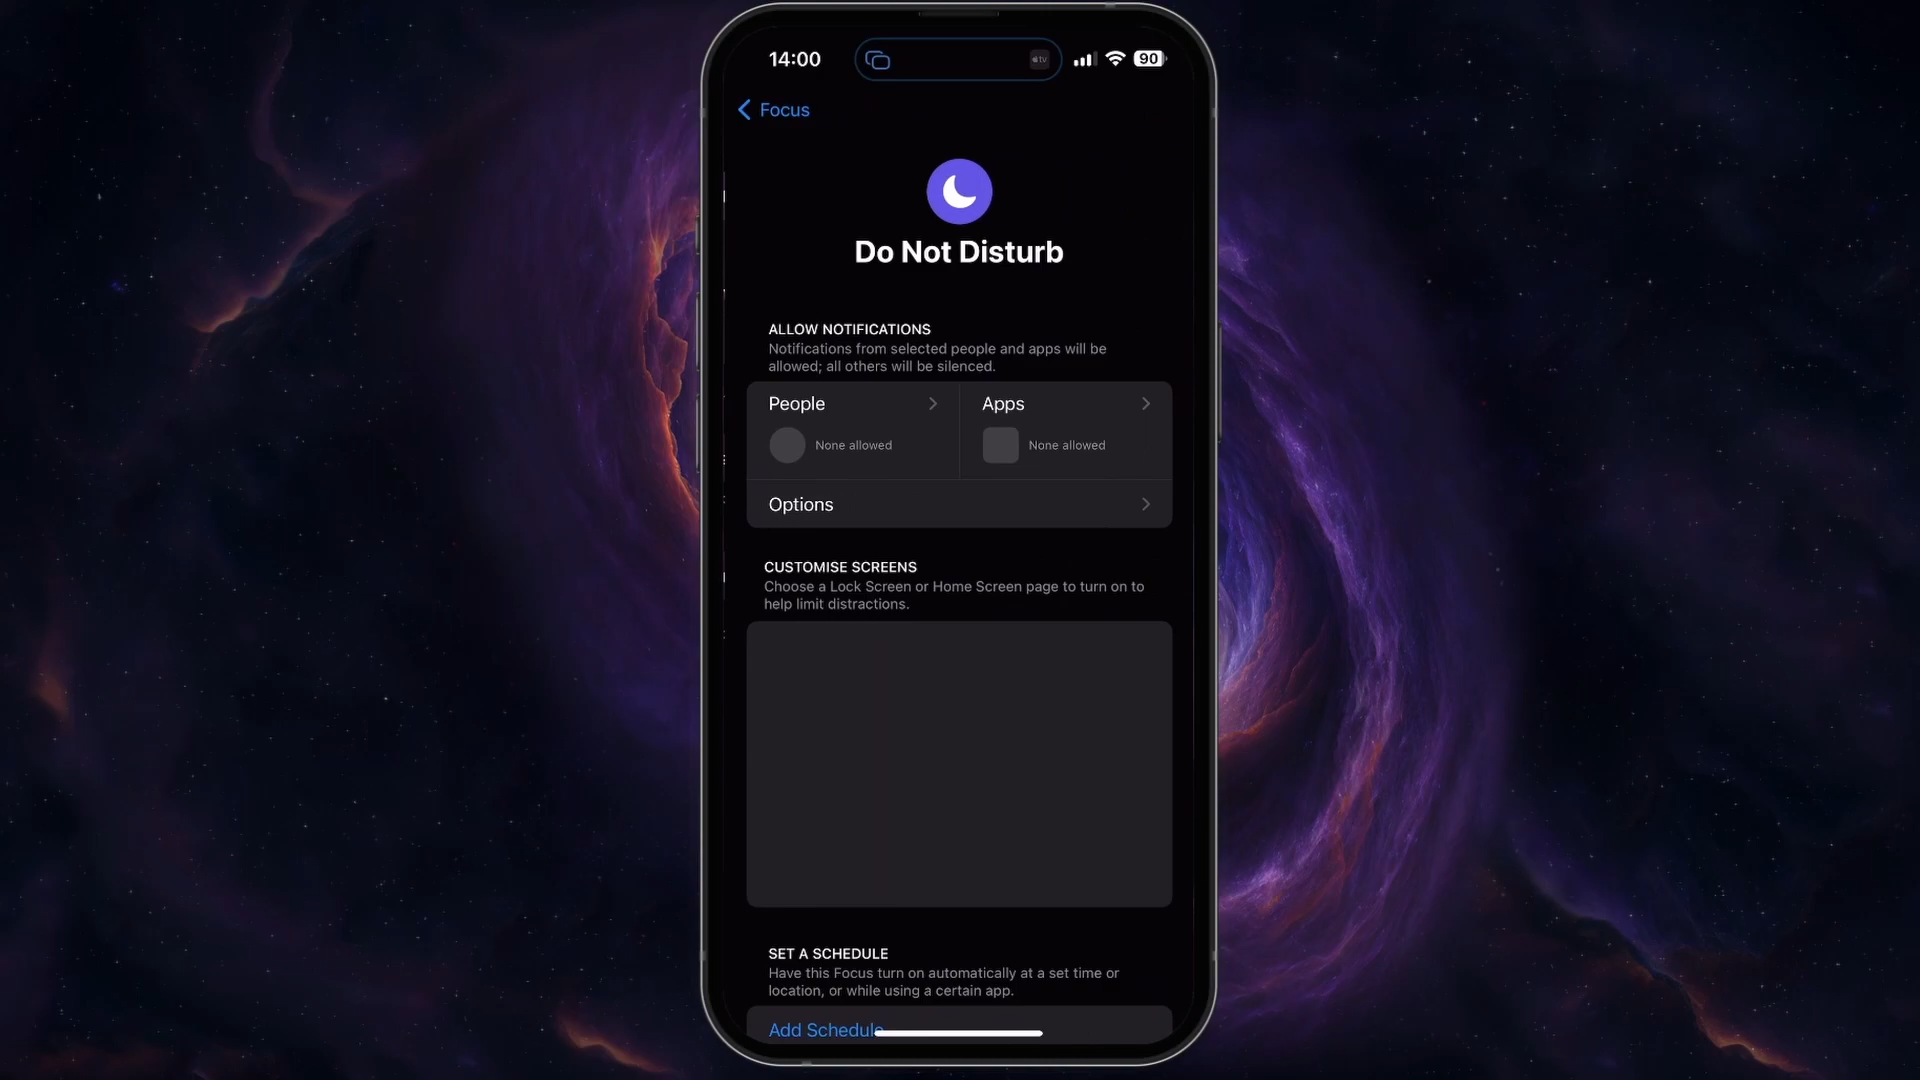 14:00
tv
90
Focus
Do Not Disturb
ALLOW NOTIFICATIONS
Notifications from selected people and apps will be
allowed; all others will be silenced.
People
Apps
None allowed
None allowed
Options
CUSTOMISE SCREENS
Choose a Lock Screen or Home Screen page to turn on to
help limit distractions.
SET A SCHEDULE
Have this Focus turn on automatically at a set time or
location, or while using a certain app.
Add Schedule